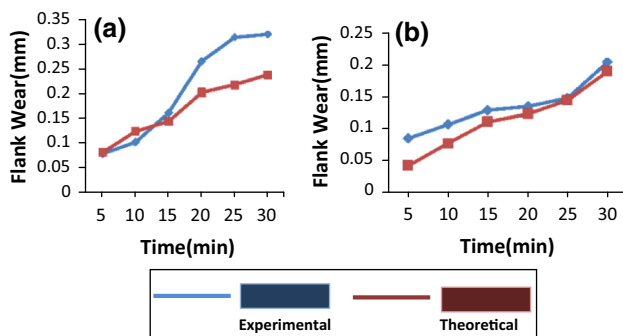 (a)
Flank Wear(mm)
0.35
0.3
0.25
0.2
0.15
0.1
0.05
0
5 10 15 20 25 30
Time(min)
(b)
Flank Wear(mm)
0.25
0.2
0.15
0.1
0.05
0
5 10 15 20 25 30
Time(min)
Experimental Theoretical